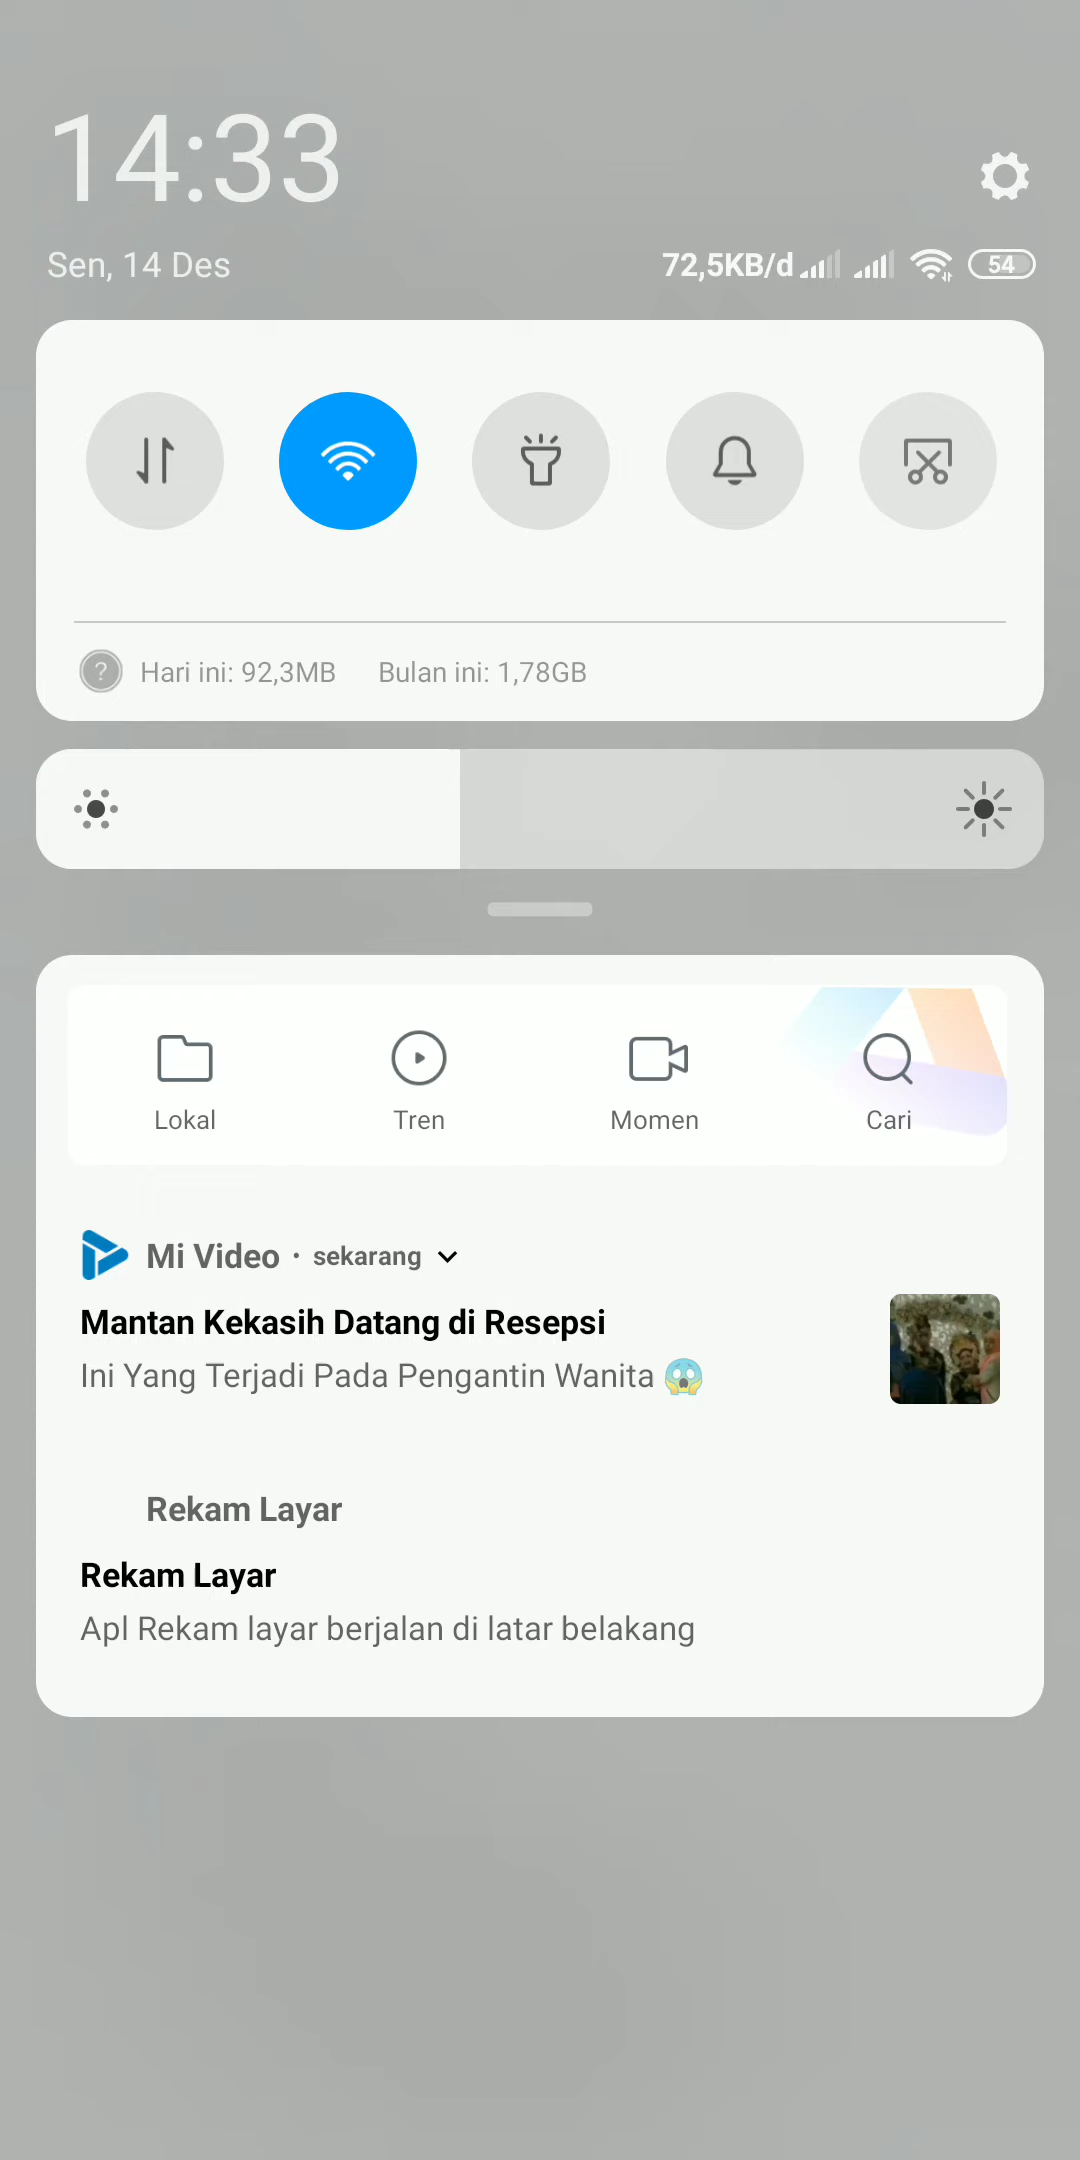 14:33
Sen, 14 Des
72,5KB/d
54
? Hari ini: 92,3MB Bulan ini: 1,78GB
Lokal Tren Momen Cari
Mi Video · sekarang
Mantan Kekasih Datang di Resepsi
Ini Yang Terjadi Pada Pengantin Wanita 😱
Rekam Layar
Rekam Layar
Apl Rekam layar berjalan di latar belakang